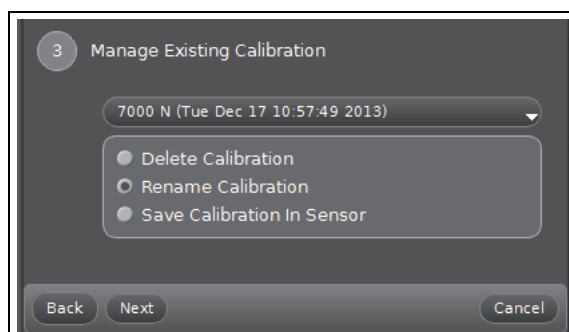 3 Manage Existing Calibration
7000 N (Tue Dec 17 10:57:49 2013)
Delete Calibration
Rename Calibration
Save Calibration In Sensor
Back Next Cancel